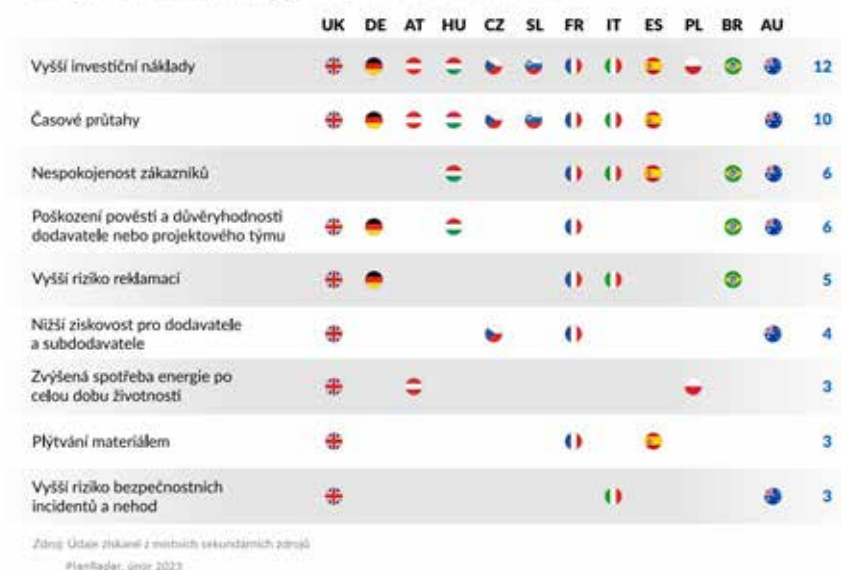 UK DE AT HU CZ SL FR IT ES PL BR AU
Vyšší investiční náklady 12
Časové průtahy 10
Nespokojenost zákazníků 6
Poškození pověsti a důvěryhodnosti
dodavatele nebo projektového týmu 6
Vyšší riziko reklamací 5
Nižší ziskovost pro dodavatele
a subdodavatele 4
Zvýšená spotřeba energie po
celou dobu životnosti 3
Plýtvání materiálem 3
Vyšší riziko bezpečnostních
incidentů a nehod 3
Zdroj: Údaje získané z místních sekundárních zdrojů
PlanRadar, únor 2023